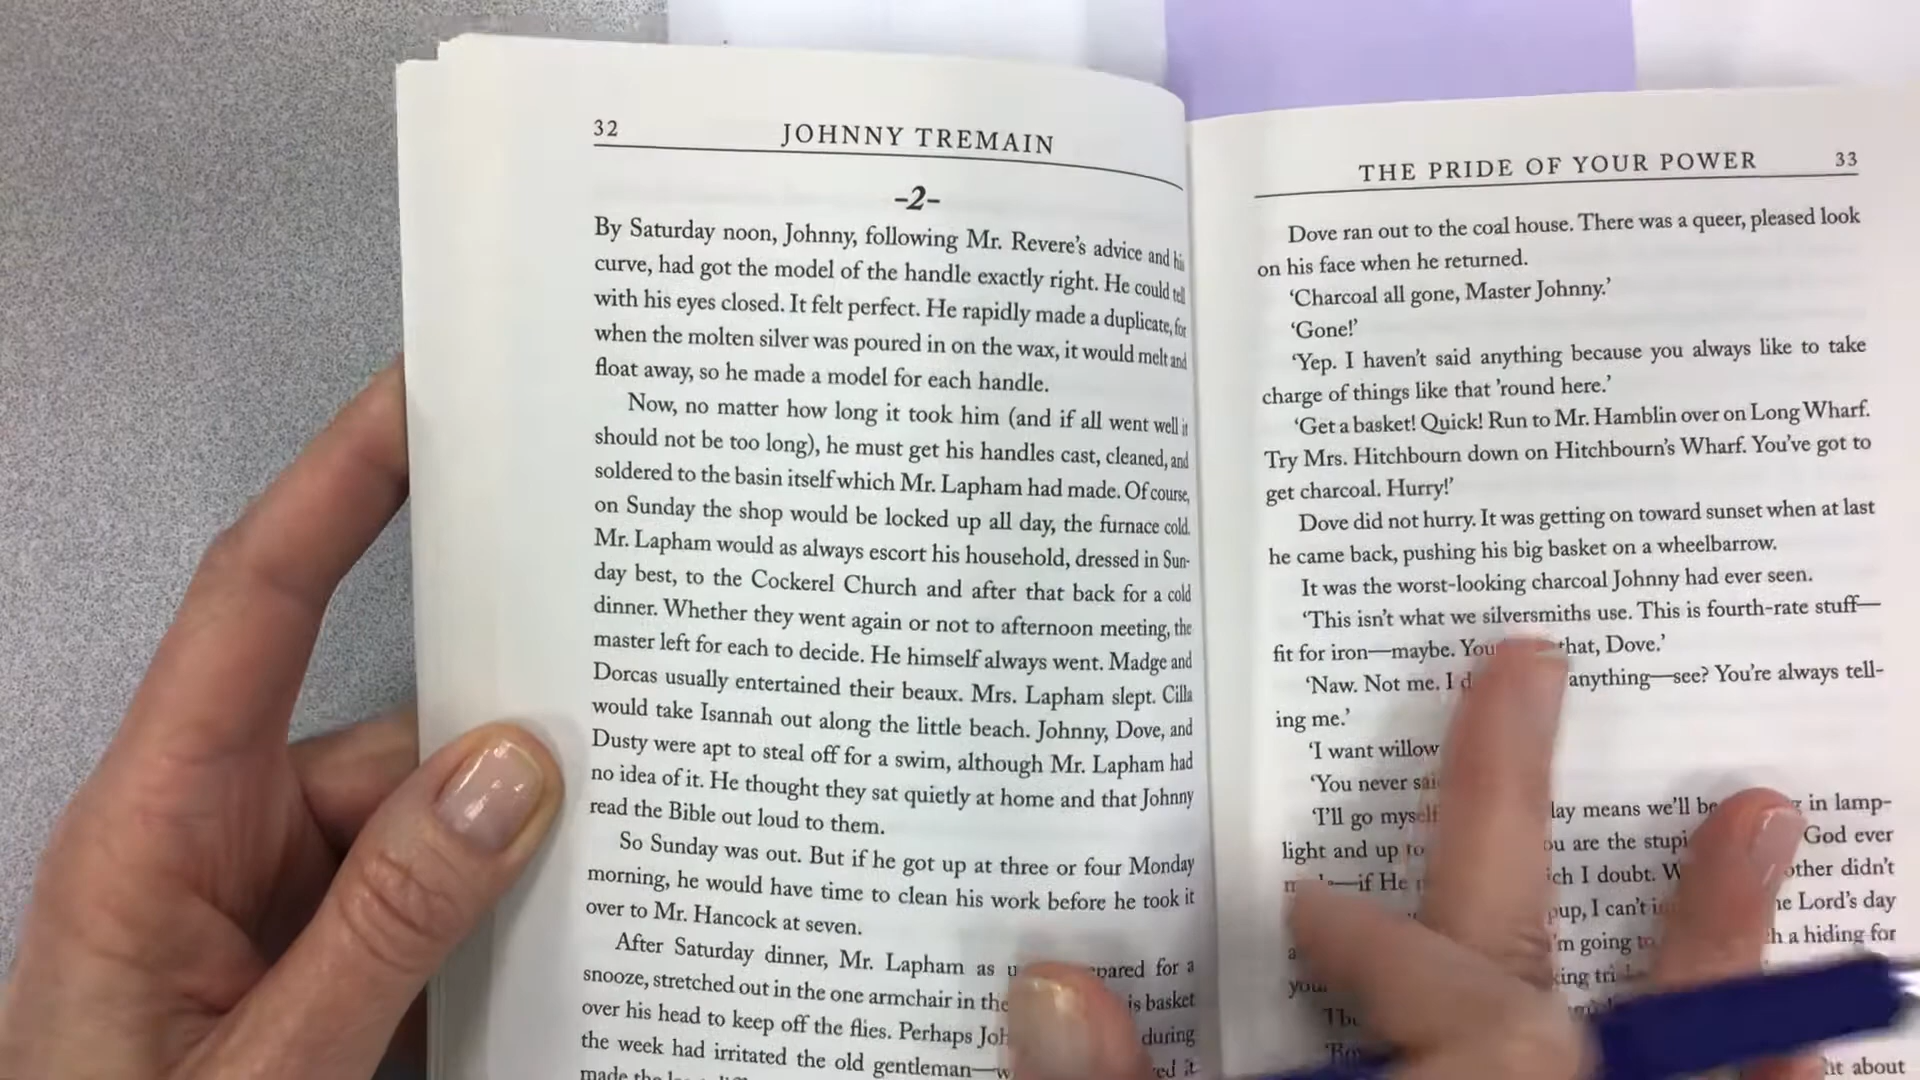 32
JOHNNY TREMAIN
-2-
By Saturday noon, Johnny, following Mr. Revere's advice and his
curve, had got the model of the handle exactly right. He could tell
with his eyes closed. It felt perfect. He rapidly made a duplicate, for
when the molten silver was poured in on the wax, it would melt and
float away, so he made a model for each handle.
Now, no matter how long it took him (and if all went well it
should not be too long), he must get his handles cast, cleaned, and
soldered to the basin itself which Mr. Lapham had made. Of course,
on Sunday the shop would be locked up all day, the furnace cold.
Mr. Lapham would as always escort his household, dressed in Sun-
day best, to the Cockerel Church and after that back for a cold
dinner. Whether they went again or not to afternoon meeting, the
master left for each to decide. He himself always went. Madge and
Dorcas usually entertained their beaux. Mrs. Lapham slept. Cilla
would take Isannah out along the little beach. Johnny, Dove, and
Dusty were apt to steal off for a swim, although Mr. Lapham had
no idea of it. He thought they sat quietly at home and that Johnny
read the Bible out loud to them.
So Sunday was out. But if he got up at three or four Monday
morning, he would have time to clean his work before he took it
over to Mr. Hancock at seven.
After Saturday dinner, Mr. Lapham as for a
snooze, stretched out in the one armchair in the basket
over his head to keep off the flies. Perhaps during
the week had irritated the old gentleman—
made the
THE PRIDE OF YOUR POWER
33
Dove ran out to the coal house. There was a queer, pleased look
on his face when he returned.
'Charcoal all gone, Master Johnny.'
'Gone!'
'Yep. I haven't said anything because you always like to take
charge of things like that 'round here.'
'Get a basket! Quick! Run to Mr. Hamblin over on Long Wharf.
Try Mrs. Hitchbourn down on Hitchbourn's Wharf. You've got to
get charcoal. Hurry!'
Dove did not hurry. It was getting on toward sunset when at last
he came back, pushing his big basket on a wheelbarrow.
It was the worst-looking charcoal Johnny had ever seen.
'This isn't what we silversmiths use. This is fourth-rate stuff—
fit for iron—maybe. You that, Dove.'
'Naw. Not me. I anything—see? You're always tell-
ing me.'
'I want willow
'You never
'I'll go myself means we'll be in lamp-
light and up to you are the God ever
—if He I doubt.
pup, I can't the Lord's day
I'm going to a hiding for
your
about